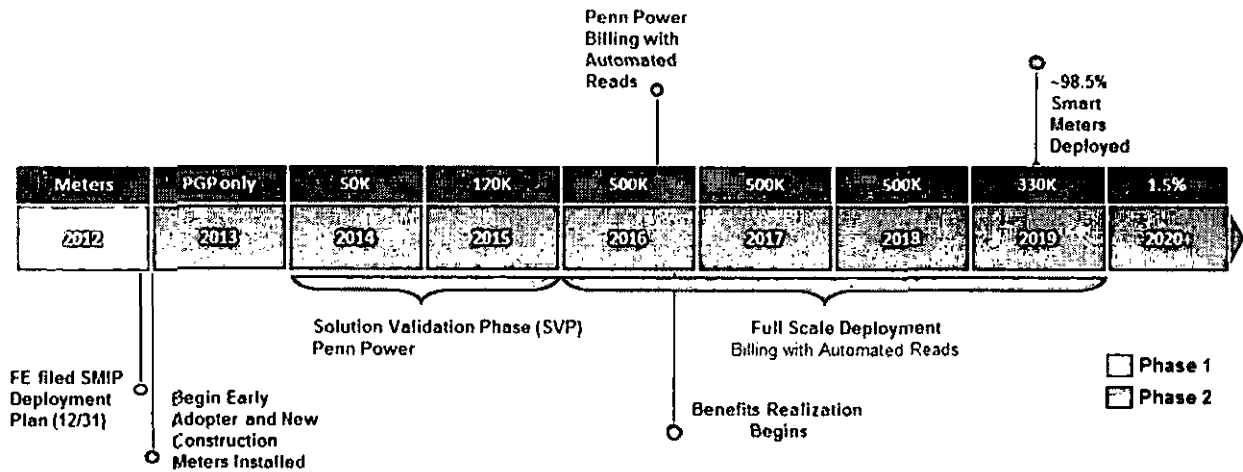 Penn Power
Billing with
Automated
Reads
~98.5%
Smart
Meters
Deployed
Meters PGP only 50K 120K 500K 500K 500K 330K 1.5%
2012 2013 2014 2015 2016 2017 2018 2019 2020+
Solution Validation Phase (SVP)
Penn Power
Full Scale Deployment
Billing with Automated Reads
FE filed SMIP
Deployment
Plan (12/31)
Begin Early
Adopter and New
Construction
Meters Installed
Benefits Realization
Begins
Phase 1
Phase 2